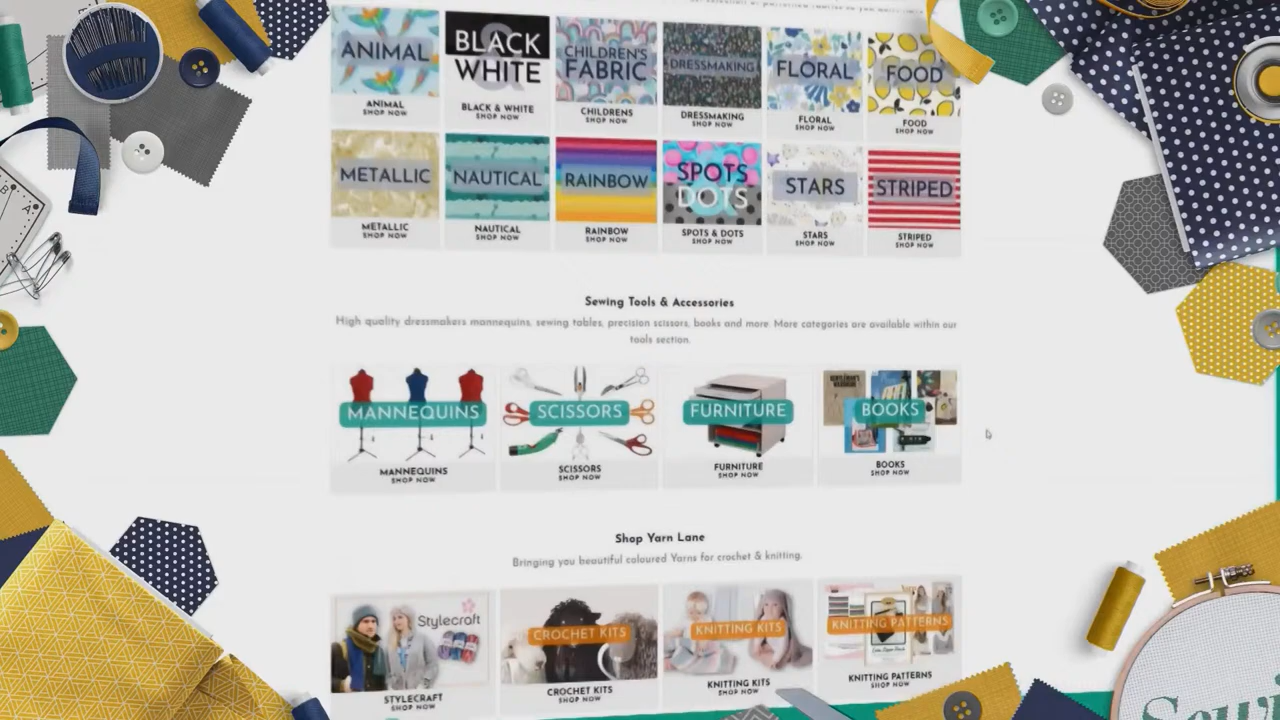 ANIMAL
BLACK & WHITE
CHILDREN'S FABRIC
DRESSMAKING
FLORAL
FOOD
ANIMAL
SHOP NOW
BLACK & WHITE
SHOP NOW
CHILDRENS
SHOP NOW
DRESSMAKING
SHOP NOW
FLORAL
SHOP NOW
FOOD
SHOP NOW
METALLIC
NAUTICAL
RAINBOW
SPOTS & DOTS
STARS
STRIPED
METALLIC
SHOP NOW
NAUTICAL
SHOP NOW
RAINBOW
SHOP NOW
SPOTS & DOTS
SHOP NOW
STARS
SHOP NOW
STRIPED
SHOP NOW
Sewing Tools & Accessories
High quality dressmakers mannequins, sewing tables, precision scissors, books and more. More categories are available within our
tools section.
MANNEQUINS
SCISSORS
FURNITURE
BOOKS
MANNEQUINS
SHOP NOW
SCISSORS
SHOP NOW
FURNITURE
SHOP NOW
BOOKS
SHOP NOW
Shop Yarn Lane
Bringing you beautiful coloured Yarns for crochet & knitting.
Stylecraft
CROCHET KITS
KNITTING KITS
KNITTING PATTERNS
STYLECRAFT
SHOP NOW
CROCHET KITS
SHOP NOW
KNITTING KITS
SHOP NOW
KNITTING PATTERNS
SHOP NOW